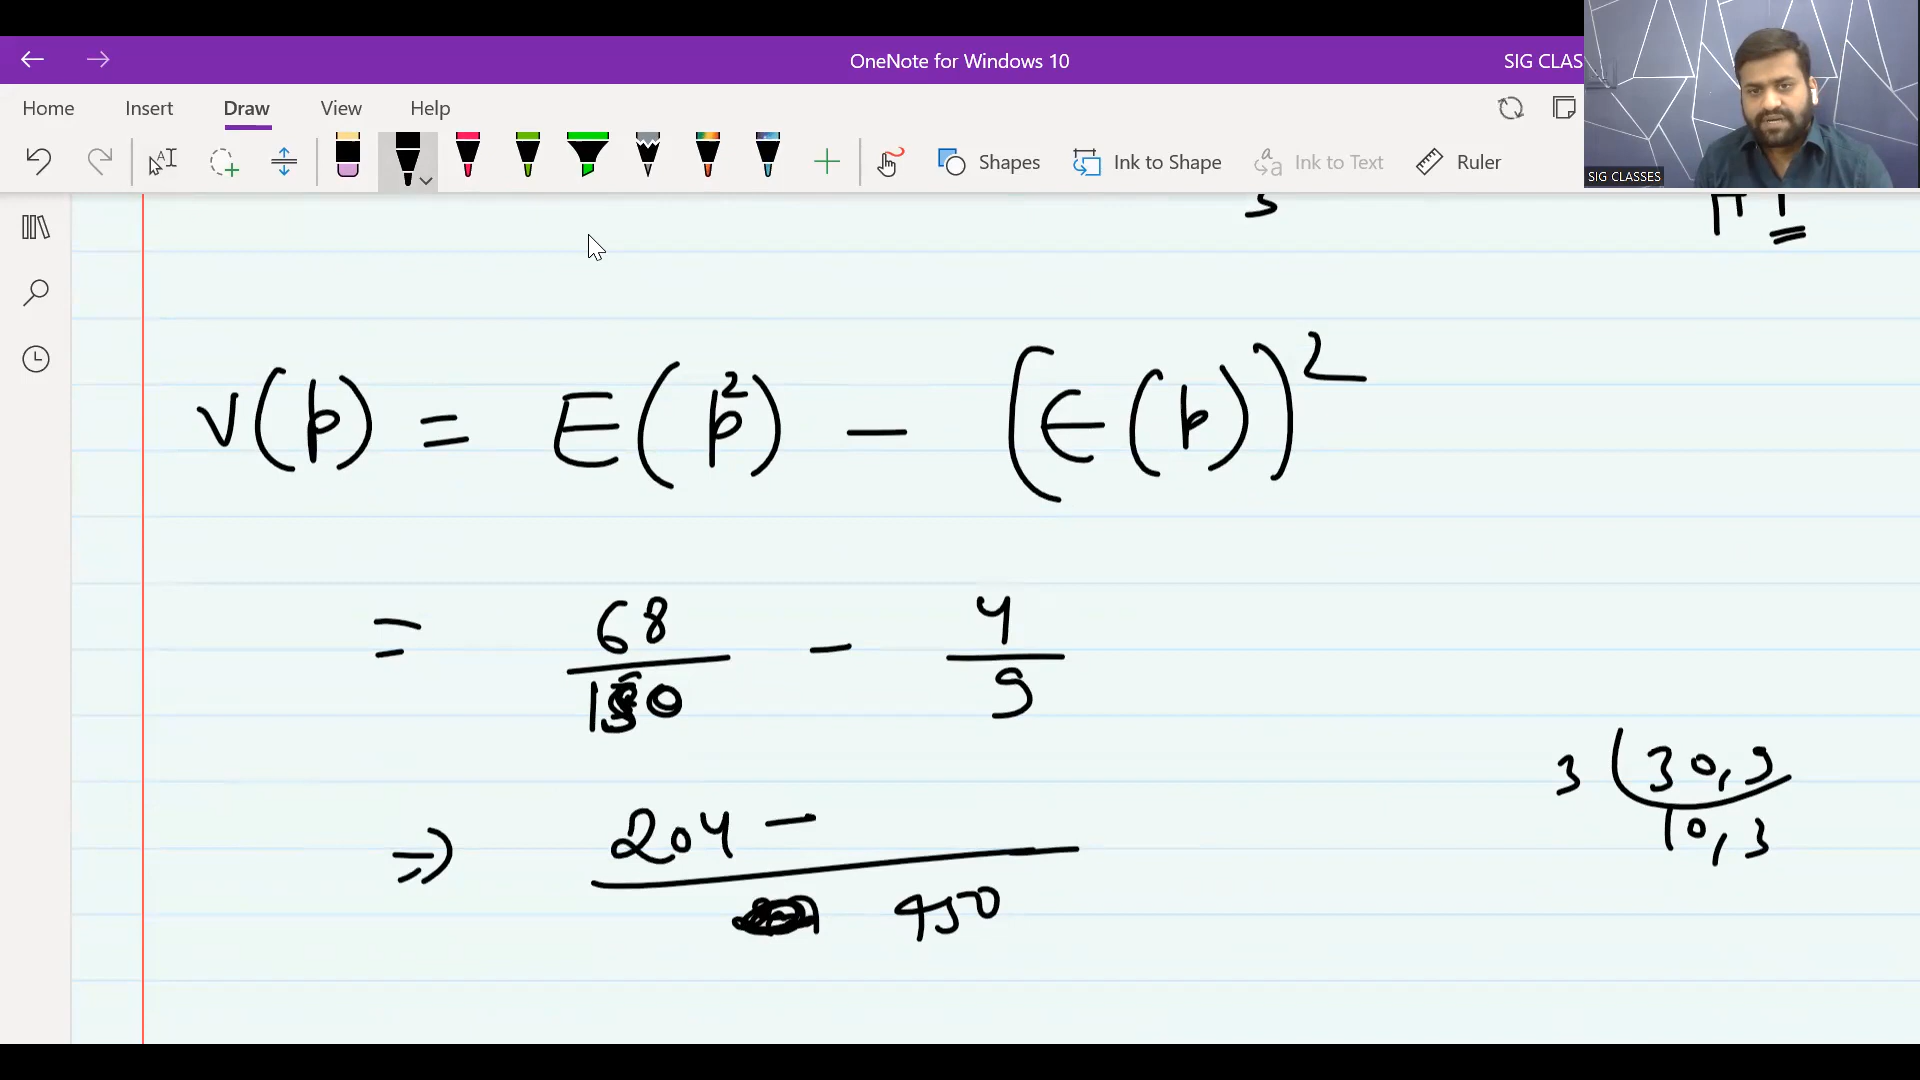 OneNote for Windows 10
SIG CLAS
Home Insert Draw View Help
Shapes Ink to Shape Ink to Text Ruler
SIG CLASSES
V(p) = E(p²) - (E(p))²
= 68/150 - 4/9
3 (30, 9
10, 3
⇒ 204 -
450